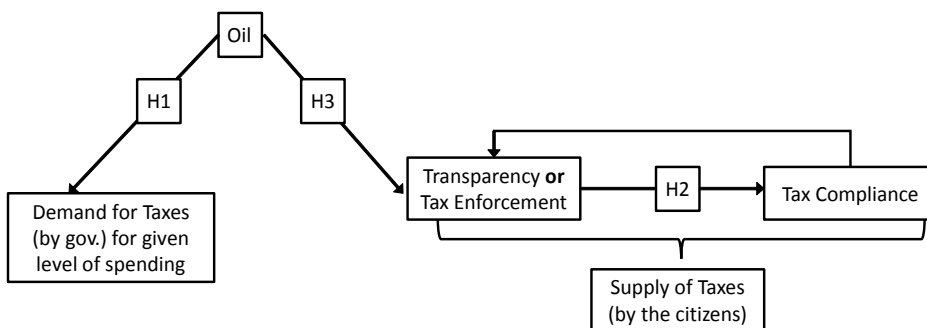 Oil
H1
H3
Transparency or
Tax Enforcement
H2
Tax Compliance
Demand for Taxes
(by gov.) for given
level of spending
Supply of Taxes
(by the citizens)